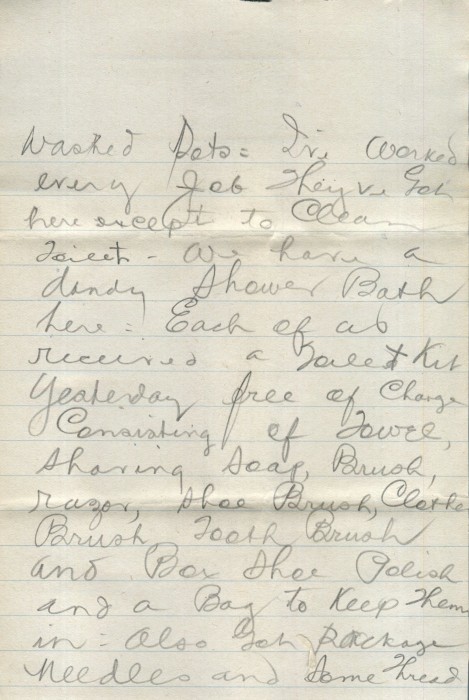 washed Pots = I've worked
every Job They've Got
here except to Clean
Toilet - We have a
dandy Shower Bath
here = Each of us
received a Toilet Kit
Yesterday free of Charge
Consisting of Towel,
Shaving Soap, Brush,
razor, Shoe Brush, Clothe
Brush Tooth Brush
and Box Shoe Polish
and a Bag to Keep Them
in = Also Got Package
Needles and Some Thread